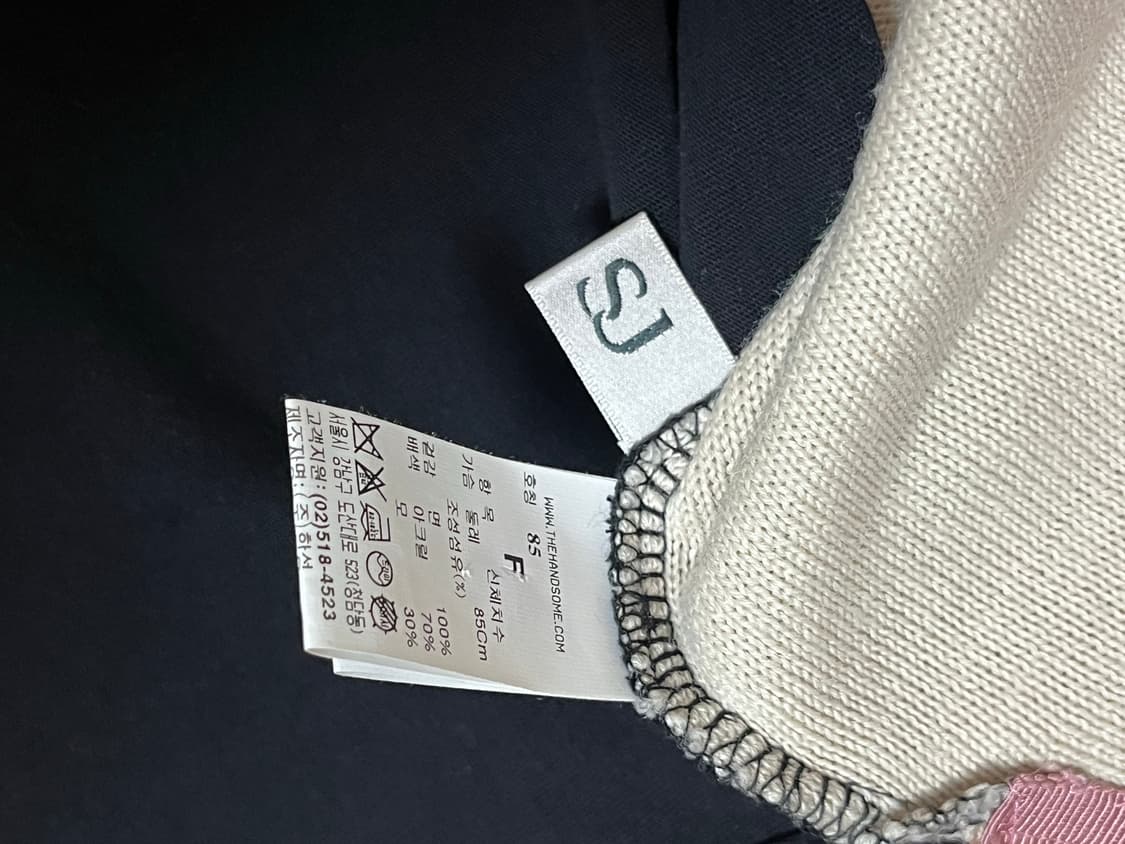 SJ
WWW.THEHANDSOME.COM
호칭 85
F
항목 신체치수
가슴둘레 85Cm
조성섬유(%)
겉감 면 100%
배색 아크릴 70%
모 30%
서울시 강남구 도산대로 523(청담동)
고객지원:(02)518-4523
제조자명:(주)한섬